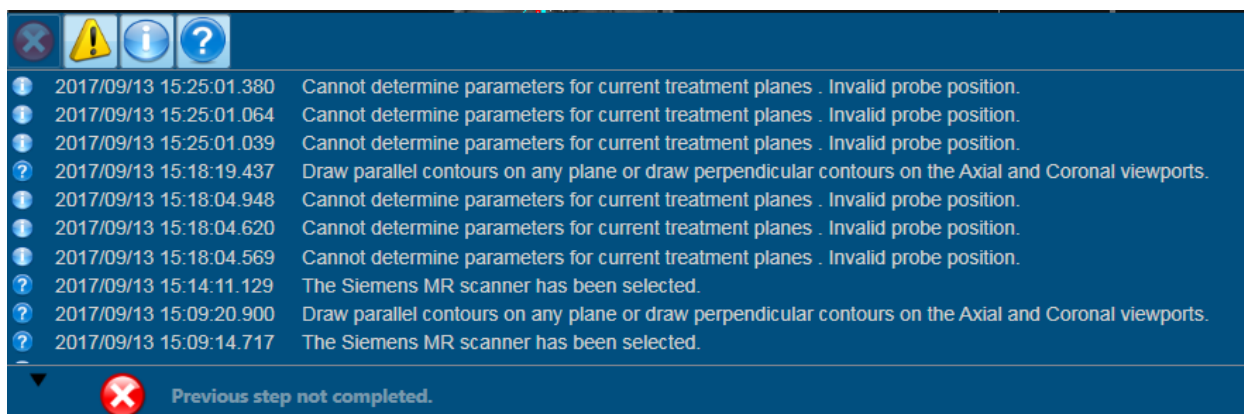 2017/09/13 15:25:01.380 Cannot determine parameters for current treatment planes . Invalid probe position.
2017/09/13 15:25:01.064 Cannot determine parameters for current treatment planes . Invalid probe position.
2017/09/13 15:25:01.039 Cannot determine parameters for current treatment planes . Invalid probe position.
2017/09/13 15:18:19.437 Draw parallel contours on any plane or draw perpendicular contours on the Axial and Coronal viewports.
2017/09/13 15:18:04.948 Cannot determine parameters for current treatment planes . Invalid probe position.
2017/09/13 15:18:04.620 Cannot determine parameters for current treatment planes . Invalid probe position.
2017/09/13 15:18:04.569 Cannot determine parameters for current treatment planes . Invalid probe position.
2017/09/13 15:14:11.129 The Siemens MR scanner has been selected.
2017/09/13 15:09:20.900 Draw parallel contours on any plane or draw perpendicular contours on the Axial and Coronal viewports.
2017/09/13 15:09:14.717 The Siemens MR scanner has been selected.
Previous step not completed.